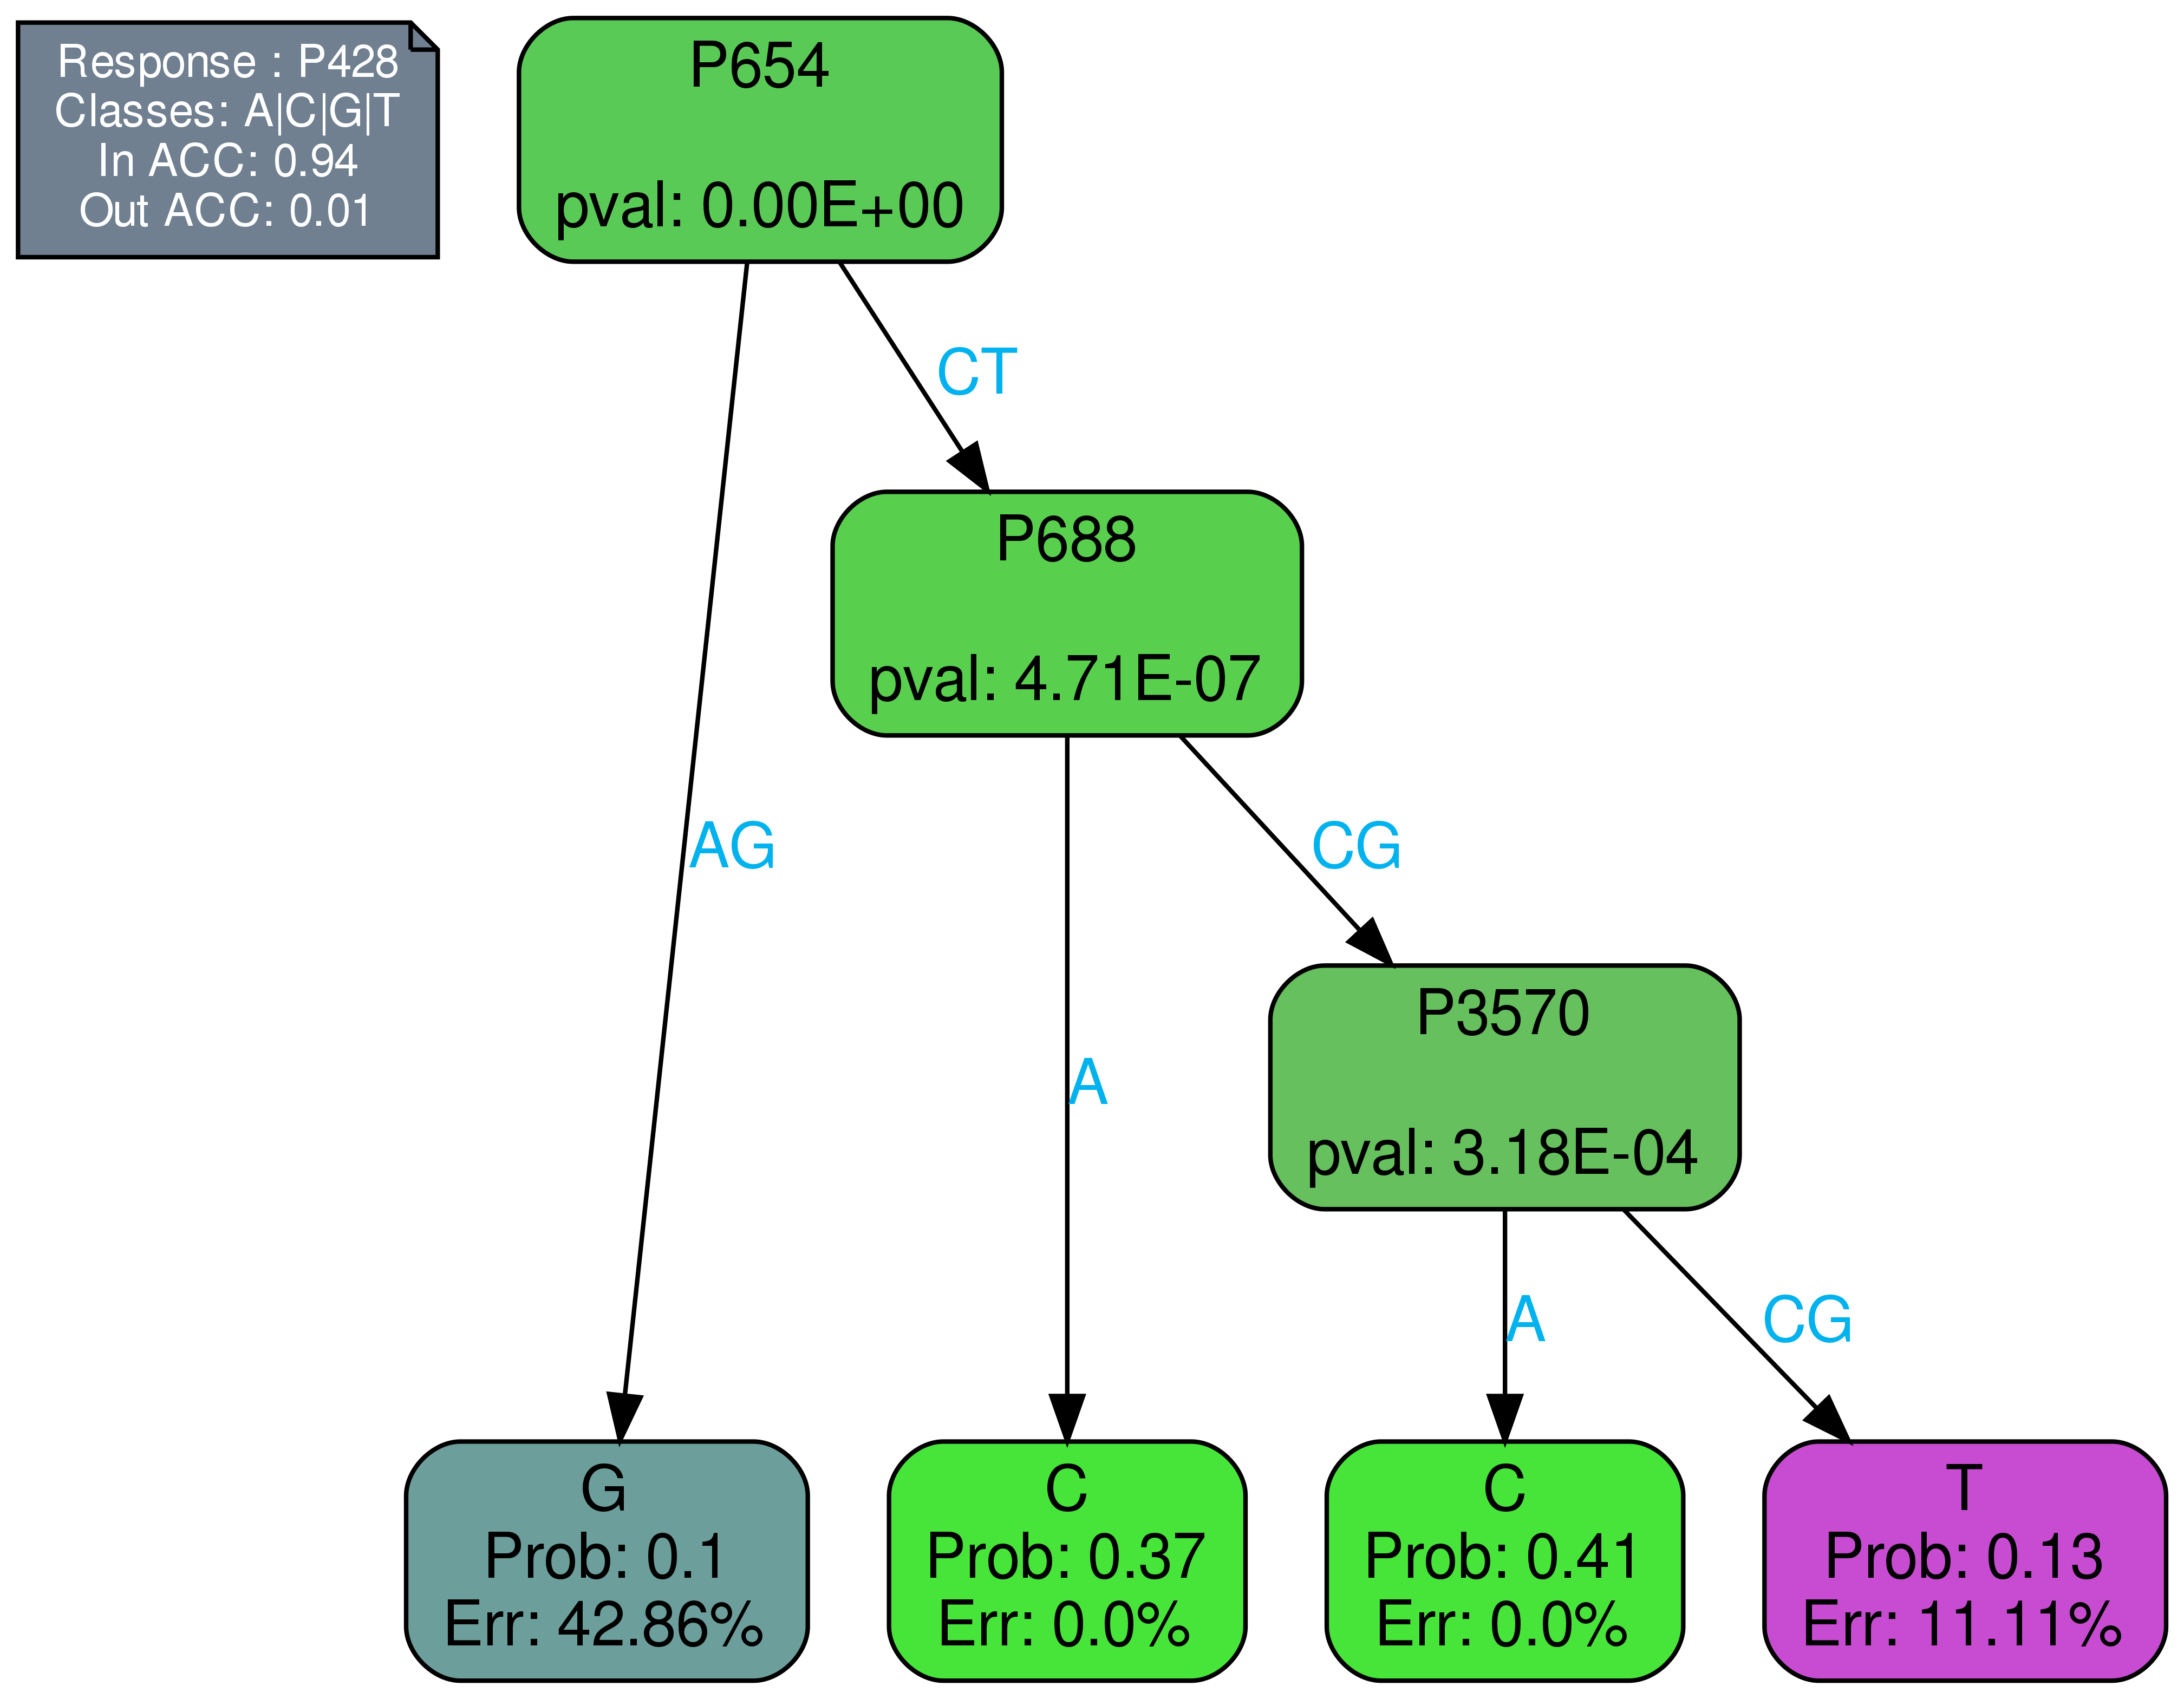 Response : P428
Classes: A|C|G|T
In ACC: 0.94
Out ACC: 0.01
P654
pval: 0.00E+00
CT
P688
pval: 4.71E-07
AG
CG
P3570
pval: 3.18E-04
A
A
CG
G
Prob: 0.1
Err: 42.86%
C
Prob: 0.37
Err: 0.0%
C
Prob: 0.41
Err: 0.0%
T
Prob: 0.13
Err: 11.11%